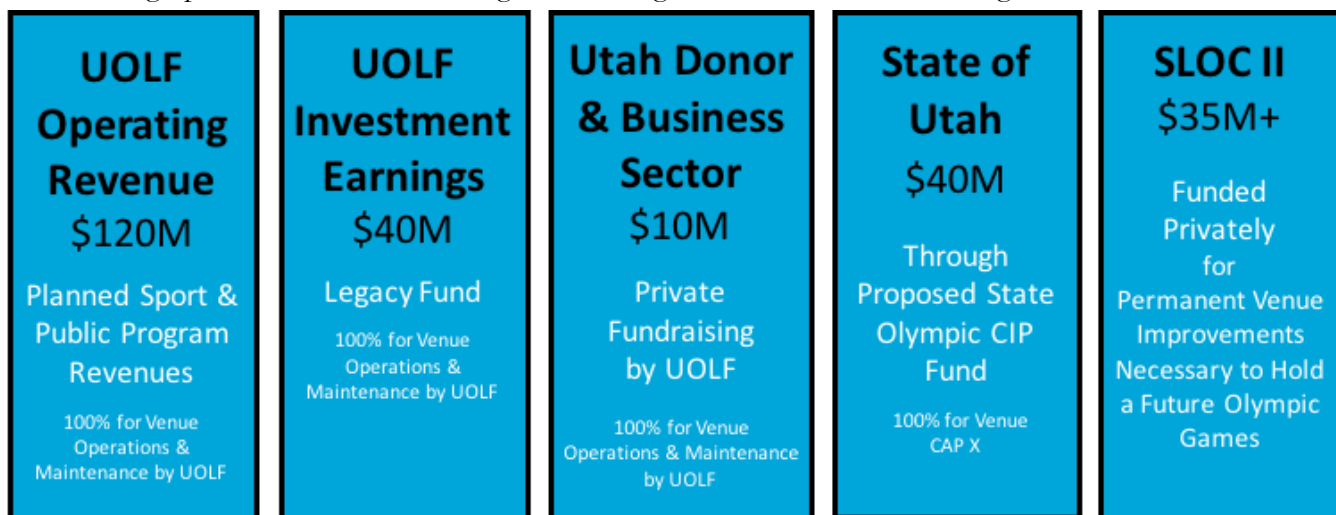 UOLF
Operating
Revenue
$120M
Planned Sport &
Public Program
Revenues
100% for Venue
Operations &
Maintenance by UOLF
UOLF
Investment
Earnings
$40M
Legacy Fund
100% for Venue
Operations &
Maintenance by UOLF
Utah Donor
& Business
Sector
$10M
Private
Fundraising
by UOLF
100% for Venue
Operations & Maintenance
by UOLF
State of
Utah
$40M
Through
Proposed State
Olympic CIP
Fund
100% for Venue
CAP X
SLOC II
$35M+
Funded
Privately
for
Permanent Venue
Improvements
Necessary to Hold
a Future Olympic
Games